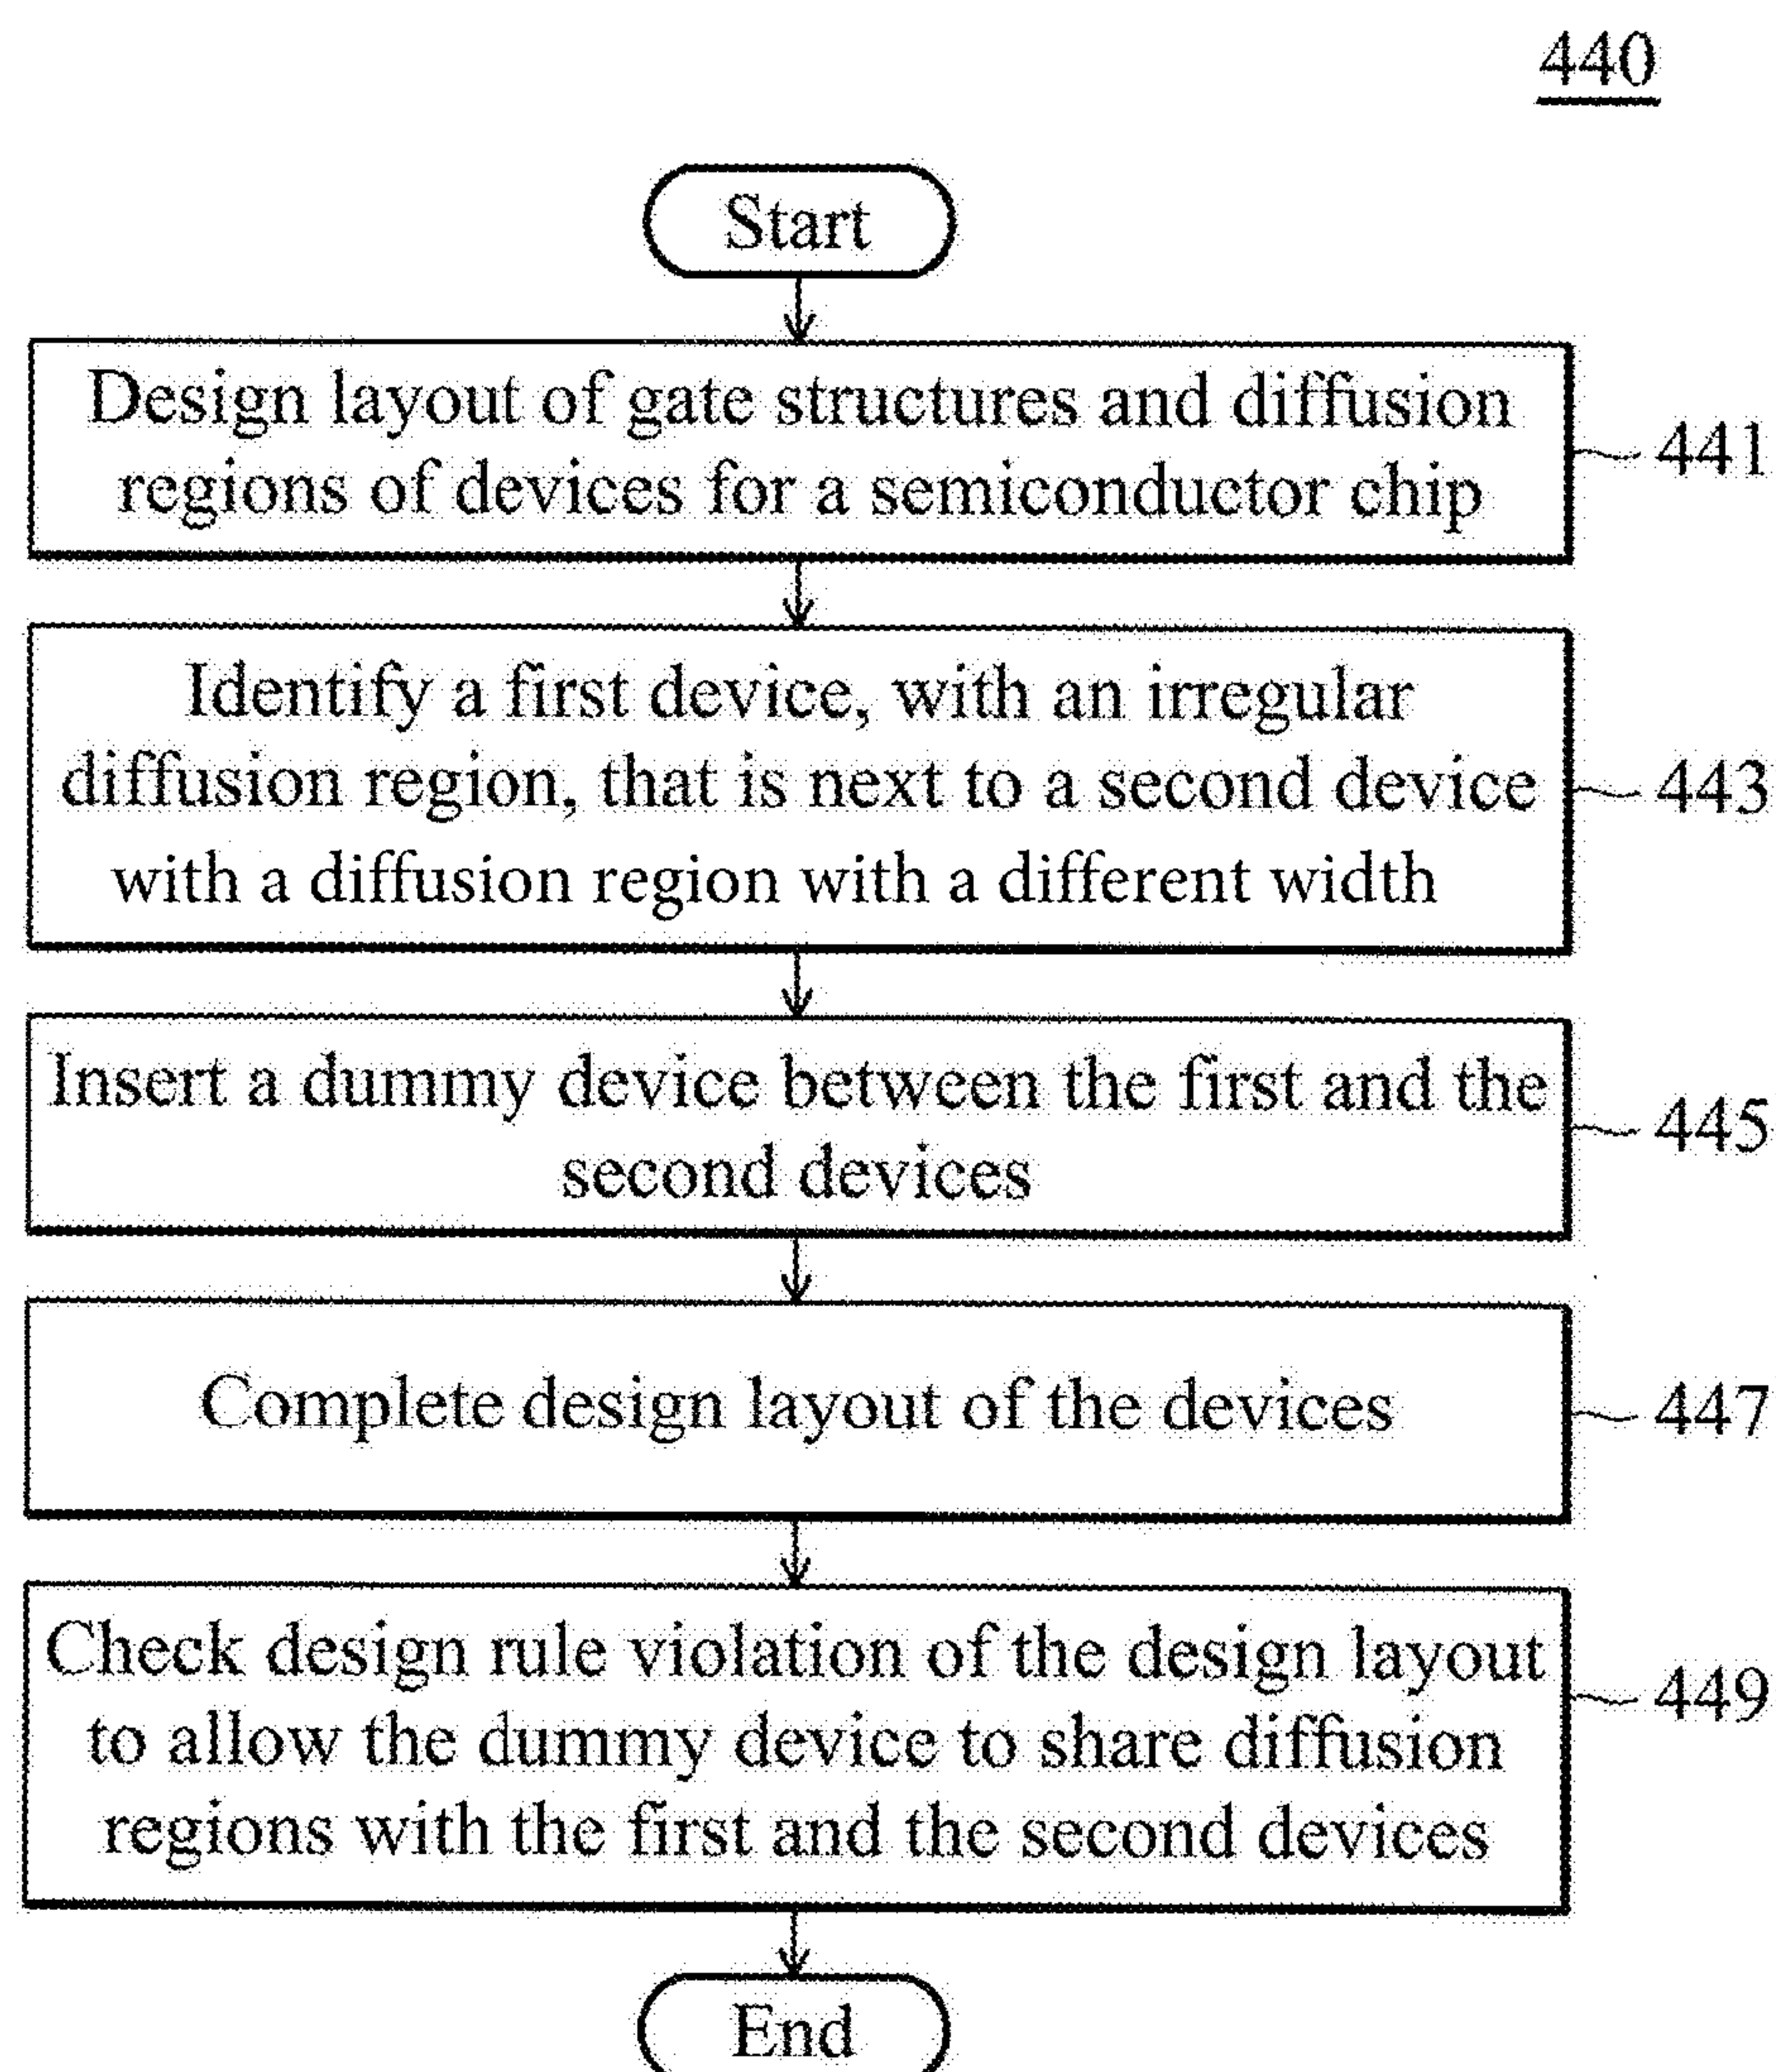 440
Start
Design layout of gate structures and diffusion
regions of devices for a semiconductor chip
441
Identify a first device, with an irregular
diffusion region, that is next to a second device
with a diffusion region with a different width
443
Insert a dummy device between the first and the
second devices
445
Complete design layout of the devices
447
Check design rule violation of the design layout
to allow the dummy device to share diffusion
regions with the first and the second devices
449
End